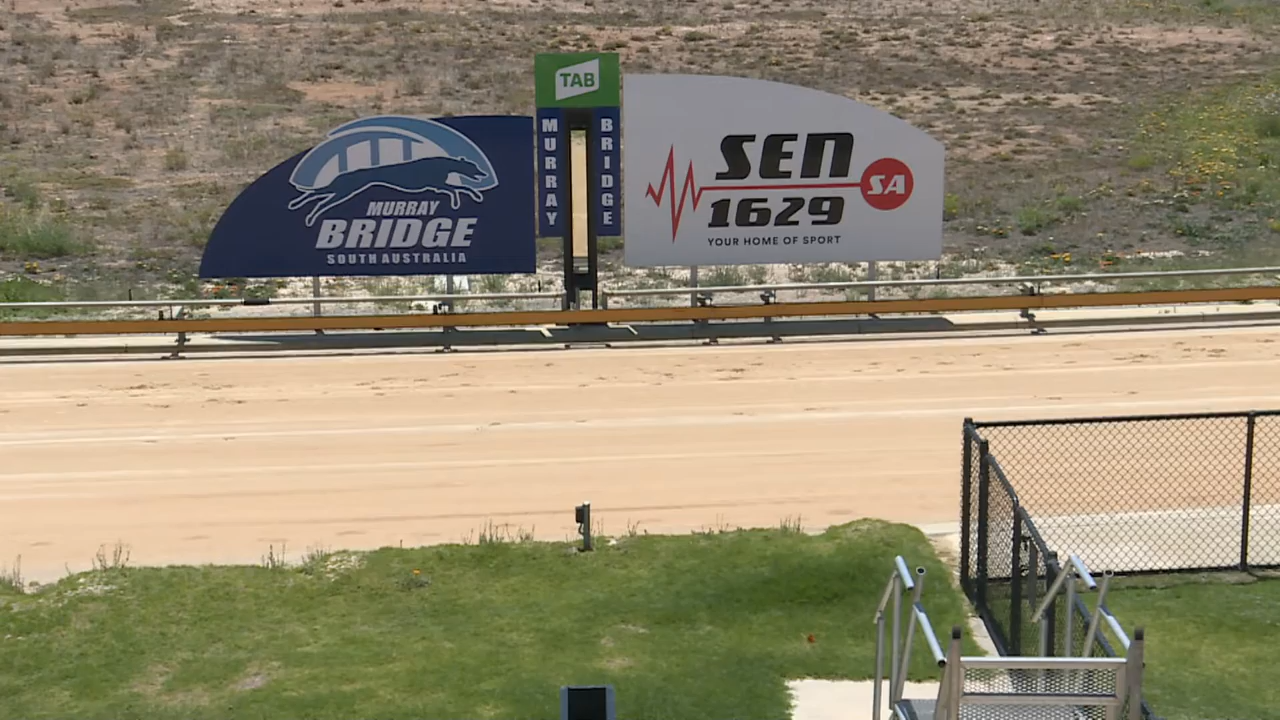 TAB
MURRAY
BRIDGE
MURRAY
BRIDGE
SOUTH AUSTRALIA
SEN
SA
1629
YOUR HOME OF SPORT